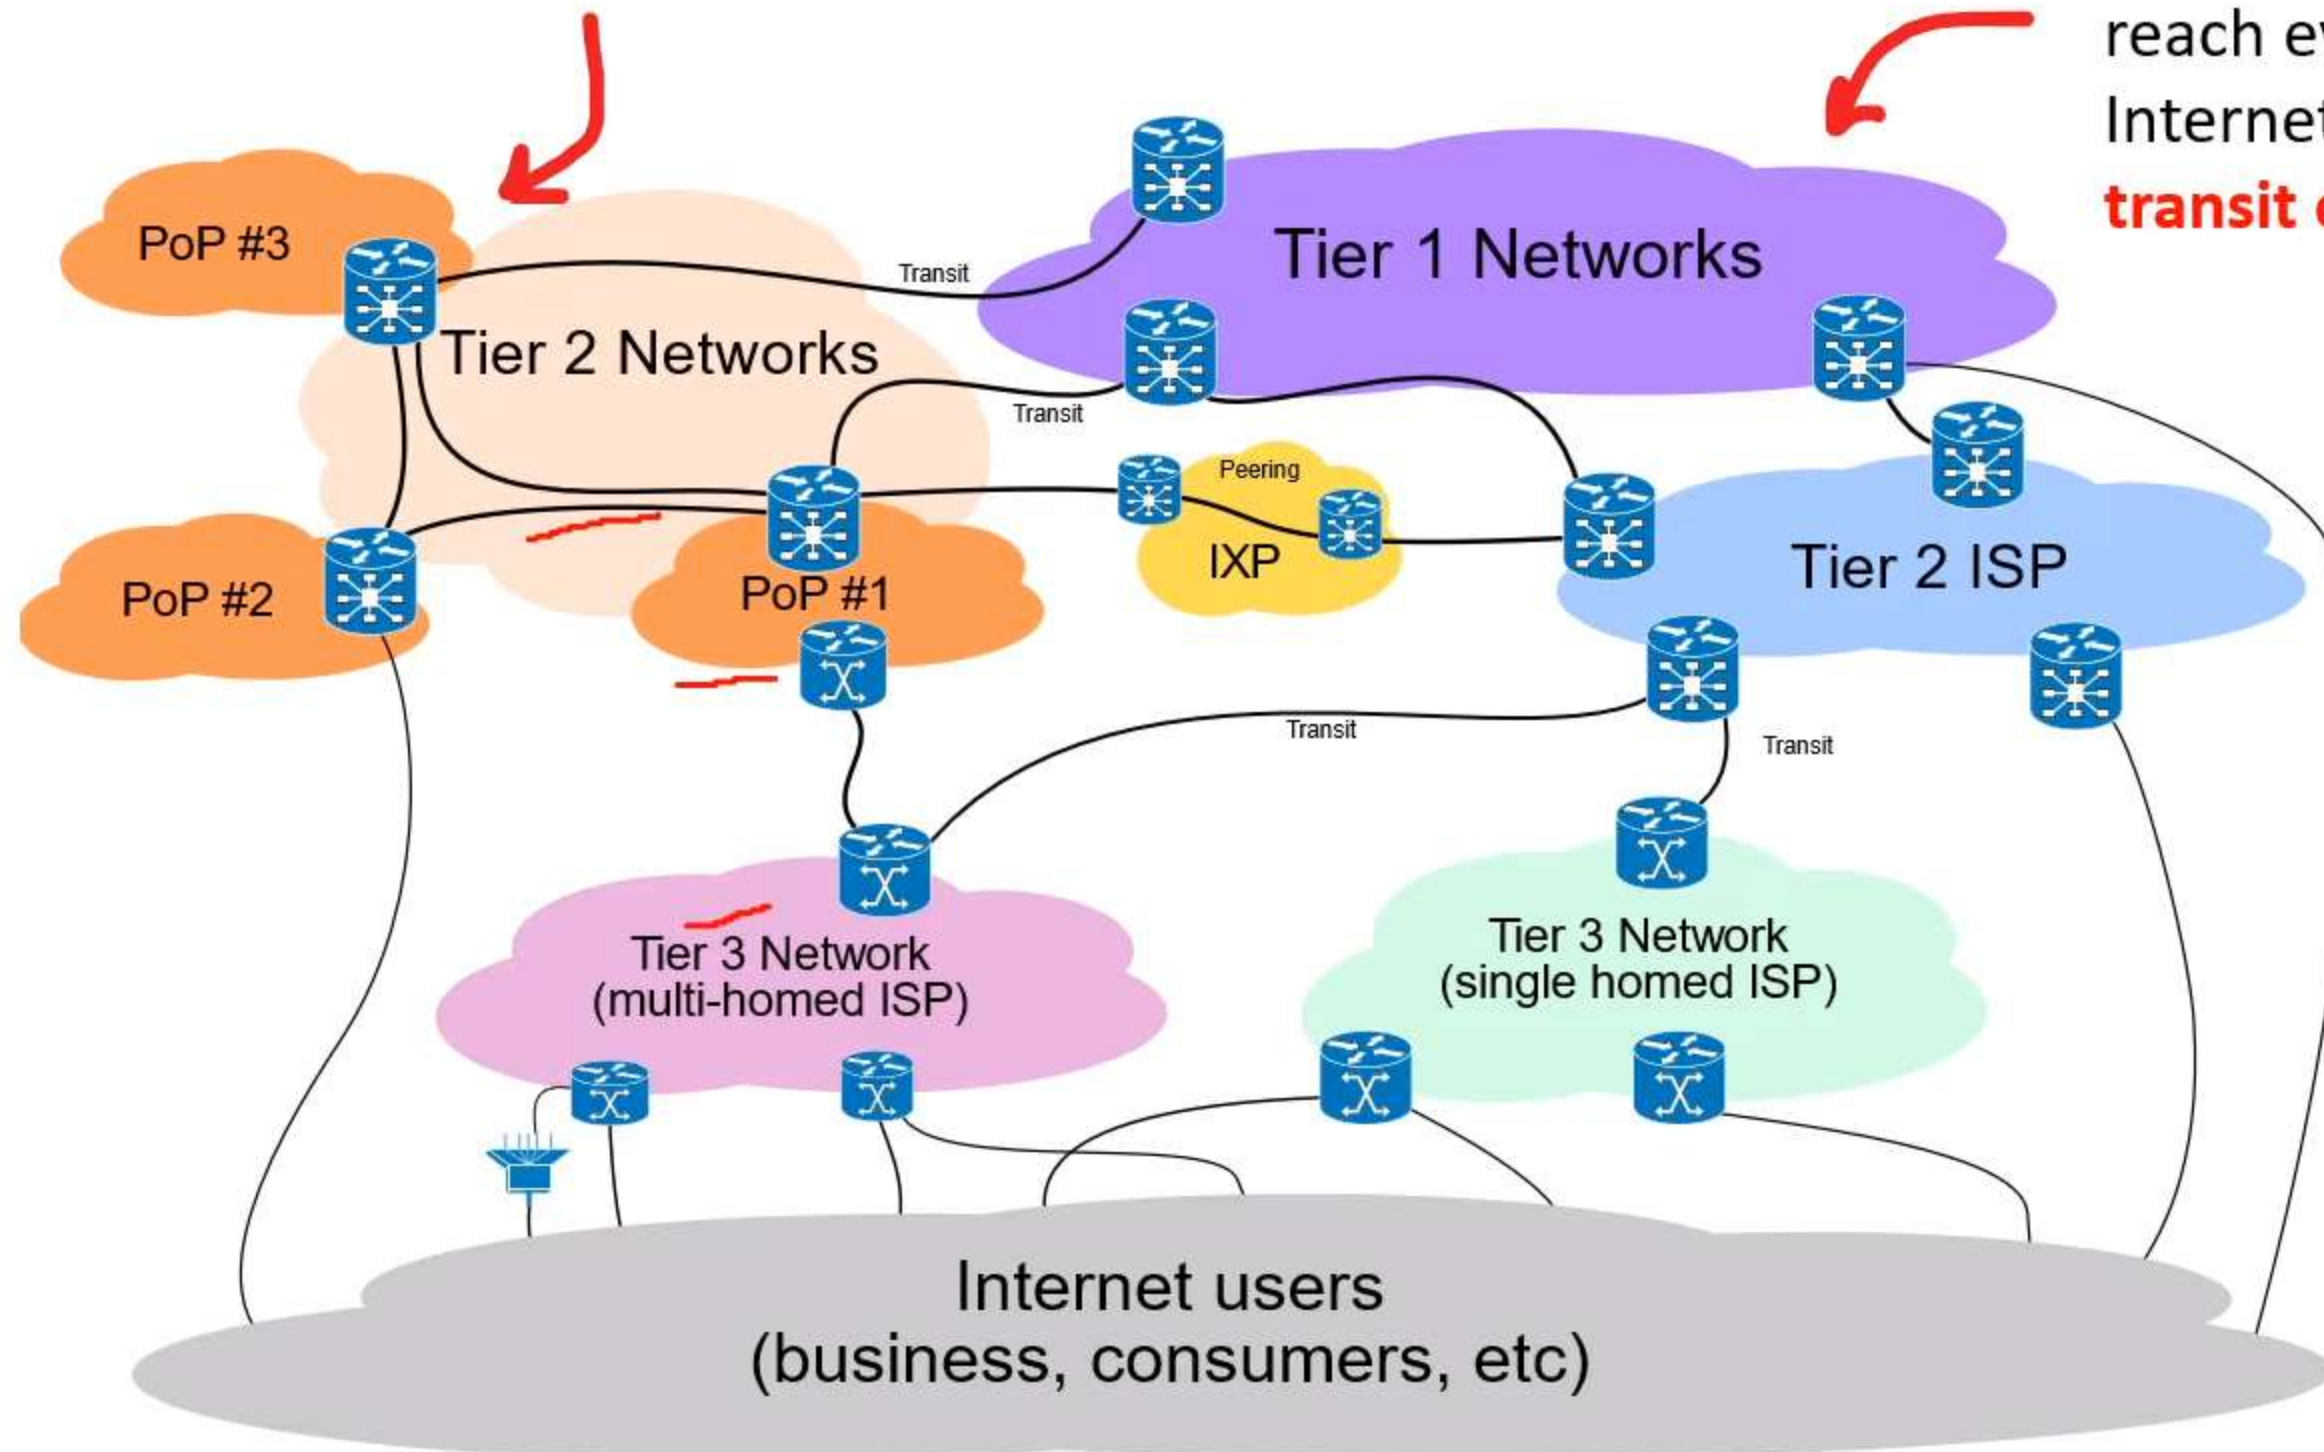 reach
Internet
transit
PoP #3
Transit
Tier 1 Networks
Tier 2 Networks
Transit
Peering
IXP
Tier 2 ISP
PoP #2
PoP #1
Transit
Transit
Tier 3 Network
(multi-homed ISP)
Tier 3 Network
(single homed ISP)
Internet users
(business, consumers, etc)